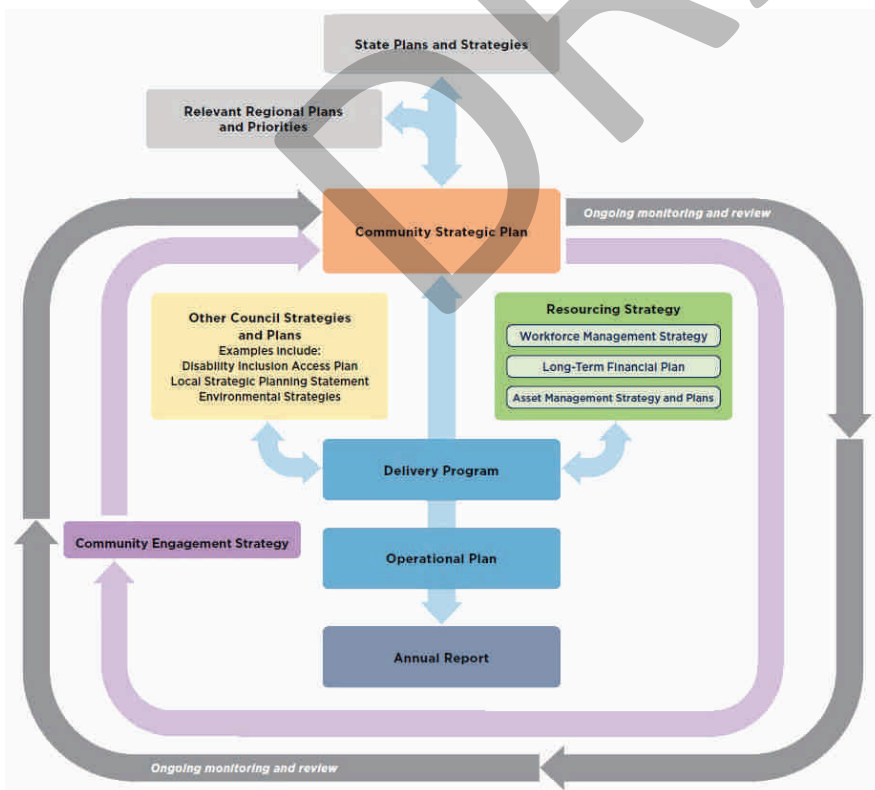 State Plans and Strategies
Relevant Regional Plans
and Priorities
Community Strategic Plan
Ongoing monitoring and review
Other Council Strategies
and Plans
Examples include:
Disability Inclusion Access Plan
Local Strategic Planning Statement
Environmental Strategies
Resourcing Strategy
Workforce Management Strategy
Long-Term Financial Plan
Asset Management Strategy and Plans
Delivery Program
Community Engagement Strategy
Operational Plan
Annual Report
Ongoing monitoring and review